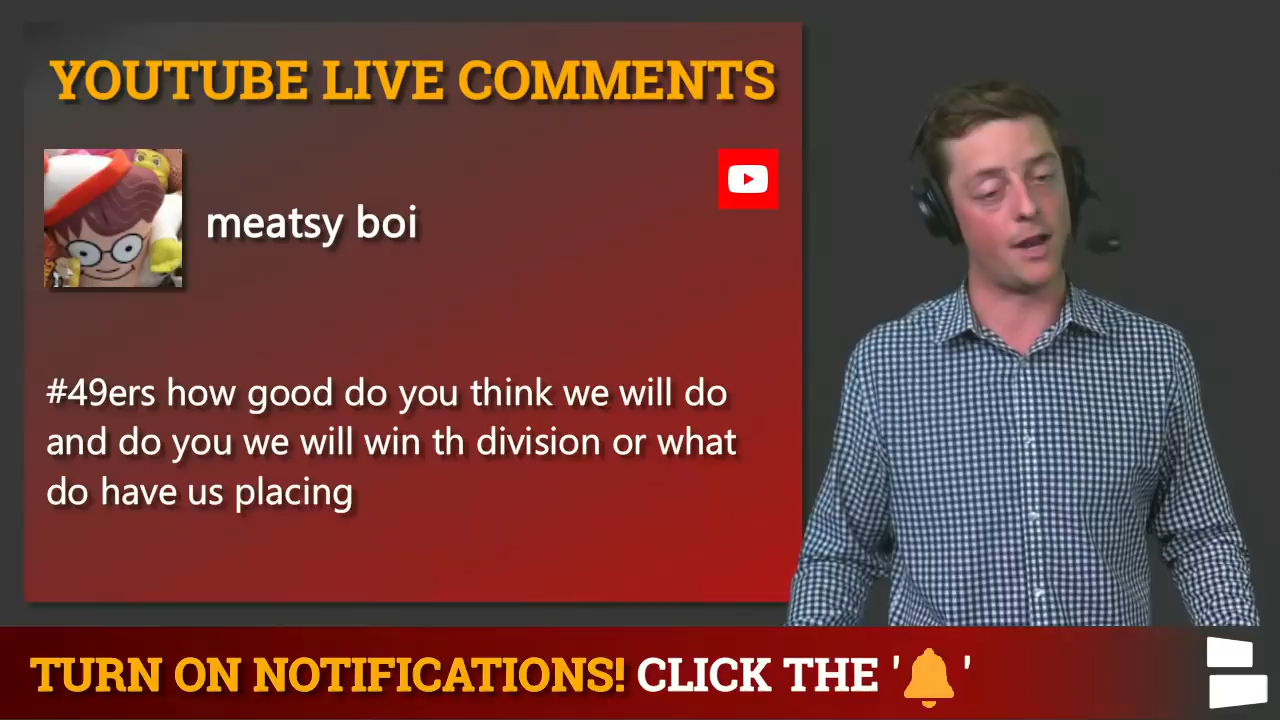 YOUTUBE LIVE COMMENTS
meatsy boi
#49ers how good do you think we will do
and do you we will win th division or what
do have us placing
TURN ON NOTIFICATIONS! CLICK THE ' '